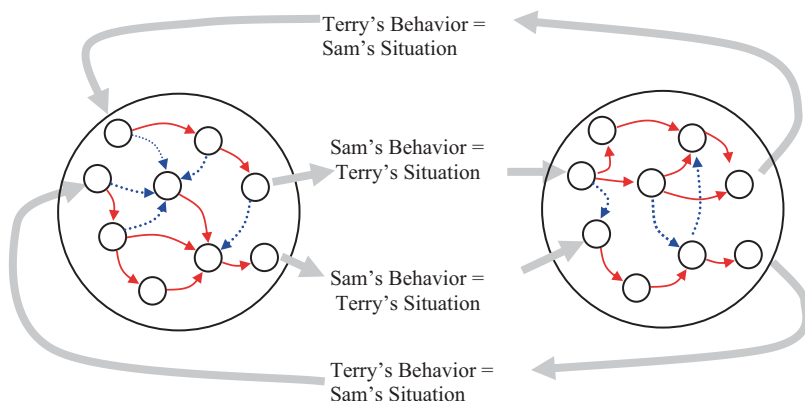 Terry’s Behavior =
Sam’s Situation
Sam’s Behavior =
Terry’s Situation
Sam’s Behavior =
Terry’s Situation
Terry’s Behavior =
Sam’s Situation